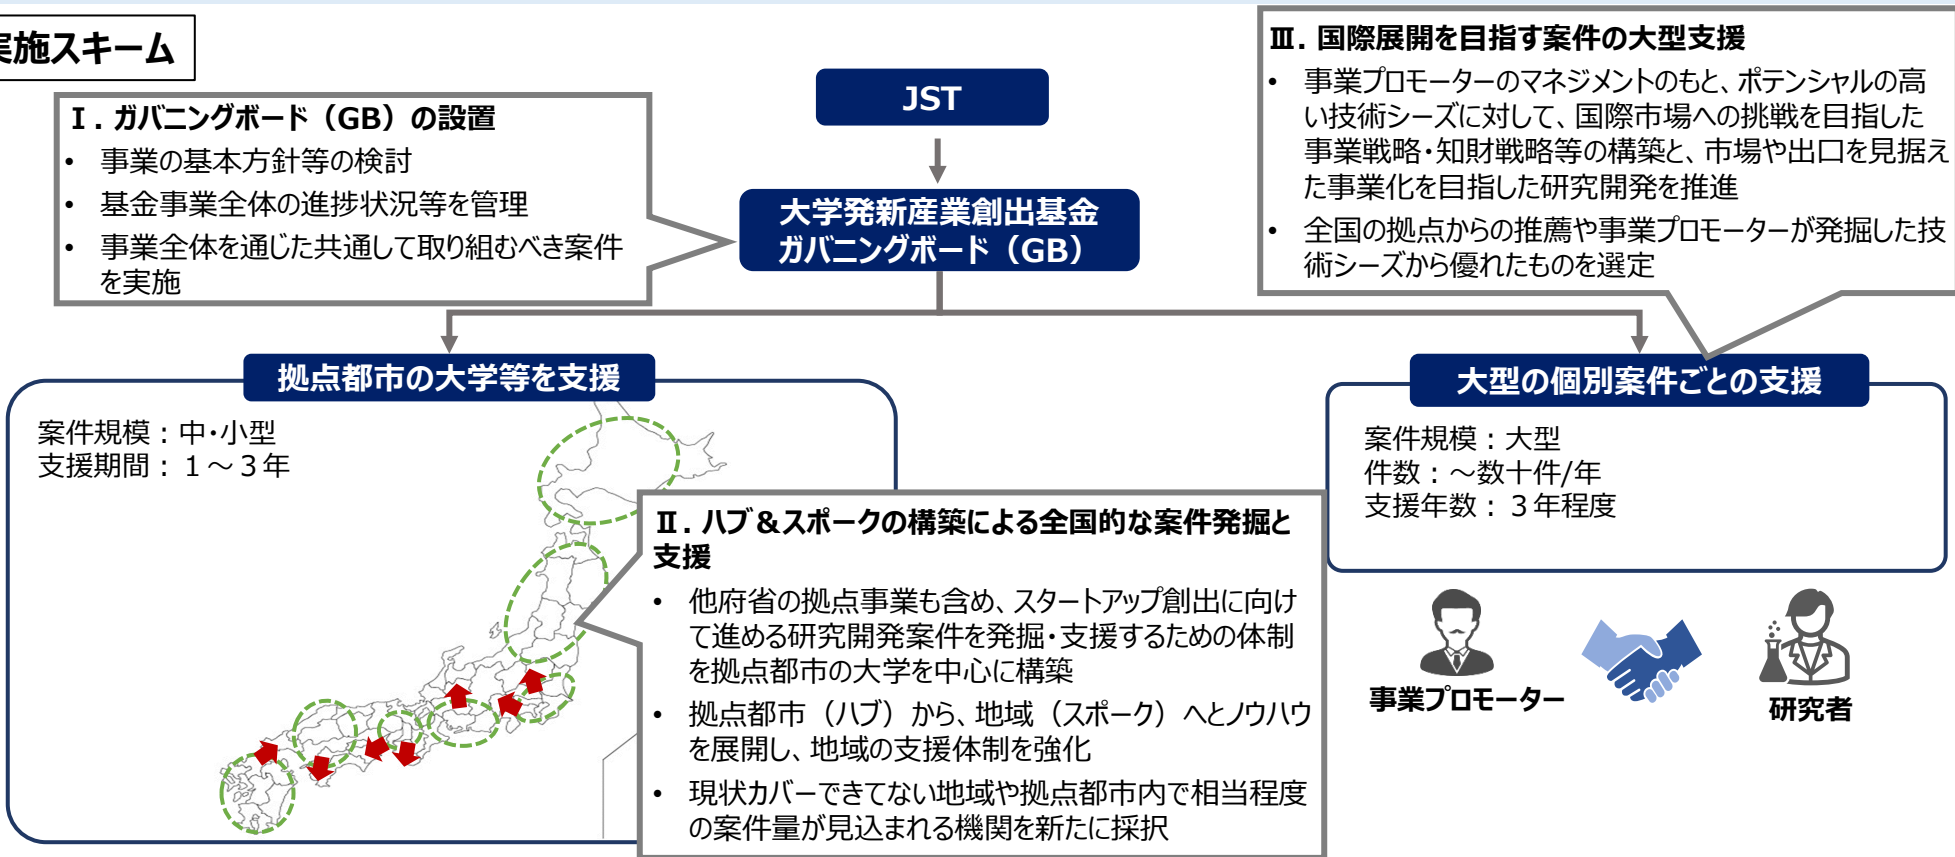 実施スキーム
Ⅰ. ガバニングボード（GB）の設置
• 事業の基本方針等の検討
• 基金事業全体の進捗状況等を管理
• 事業全体を通じた共通して取り組むべき案件
を実施
JST
大学発新産業創出基金
ガバニングボード（GB）
Ⅲ. 国際展開を目指す案件の大型支援
• 事業プロモーターのマネジメントのもと、ポテンシャルの高
い技術シーズに対して、国際市場への挑戦を目指した
事業戦略・知財戦略等の構築と、市場や出口を見据え
た事業化を目指した研究開発を推進
• 全国の拠点からの推薦や事業プロモーターが発掘した技
術シーズから優れたものを選定
拠点都市の大学等を支援
案件規模：中・小型
支援期間：１～３年
Ⅱ. ハブ＆スポークの構築による全国的な案件発掘と
支援
• 他府省の拠点事業も含め、スタートアップ創出に向け
て進める研究開発案件を発掘・支援するための体制
を拠点都市の大学を中心に構築
• 拠点都市（ハブ）から、地域（スポーク）へとノウハウ
を展開し、地域の支援体制を強化
• 現状カバーできてない地域や拠点都市内で相当程度
の案件量が見込まれる機関を新たに採択
大型の個別案件ごとの支援
案件規模：大型
件数：～数十件/年
支援年数：３年程度
事業プロモーター
研究者